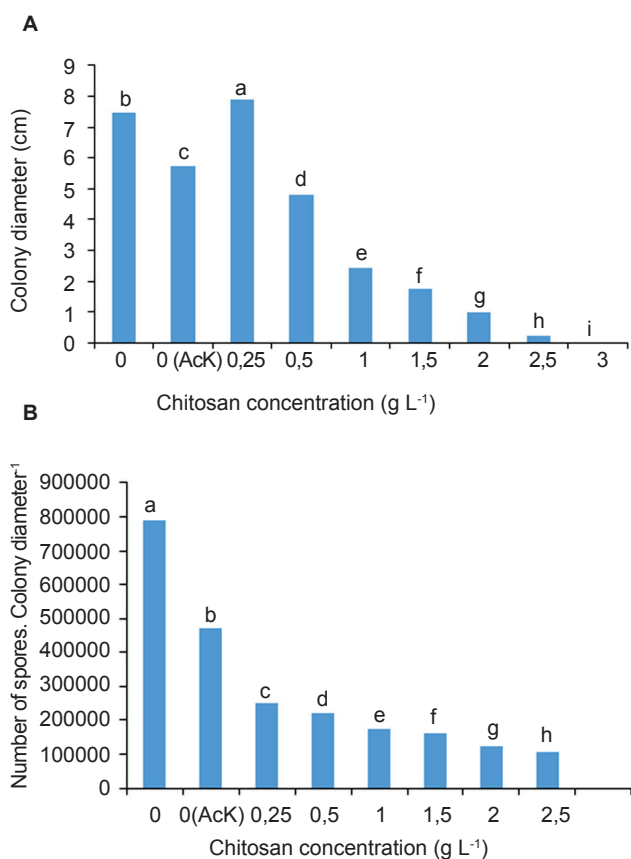 A
9
8
7
6
5
4
3
2
1
0
Colony diameter (cm)
b
c
a
d
e
f
g
h
i
0 0 (AcK) 0,25 0,5 1 1,5 2 2,5 3
Chitosan concentration (g L⁻¹)
B
900000
800000
700000
600000
500000
400000
300000
200000
100000
0
Number of spores. Colony diameter⁻¹
a
b
c
d
e
f
g
h
0 0(AcK) 0,25 0,5 1 1,5 2 2,5
Chitosan concentration (g L⁻¹)